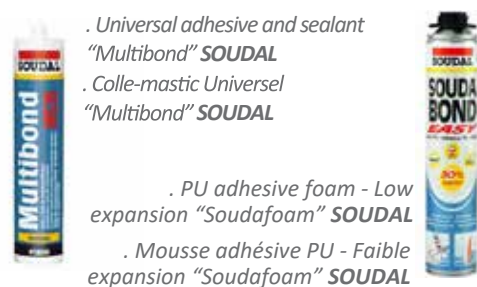 . Universal adhesive and sealant
“Multibond” SOUDAL
. Colle-mastic Universel
“Multibond” SOUDAL
. PU adhesive foam - Low
expansion “Soudafoam” SOUDAL
. Mousse adhésive PU - Faible
expansion “Soudafoam” SOUDAL
SOUDAL
Multibond
SOUDAL
SOUDA
BOND
EASY